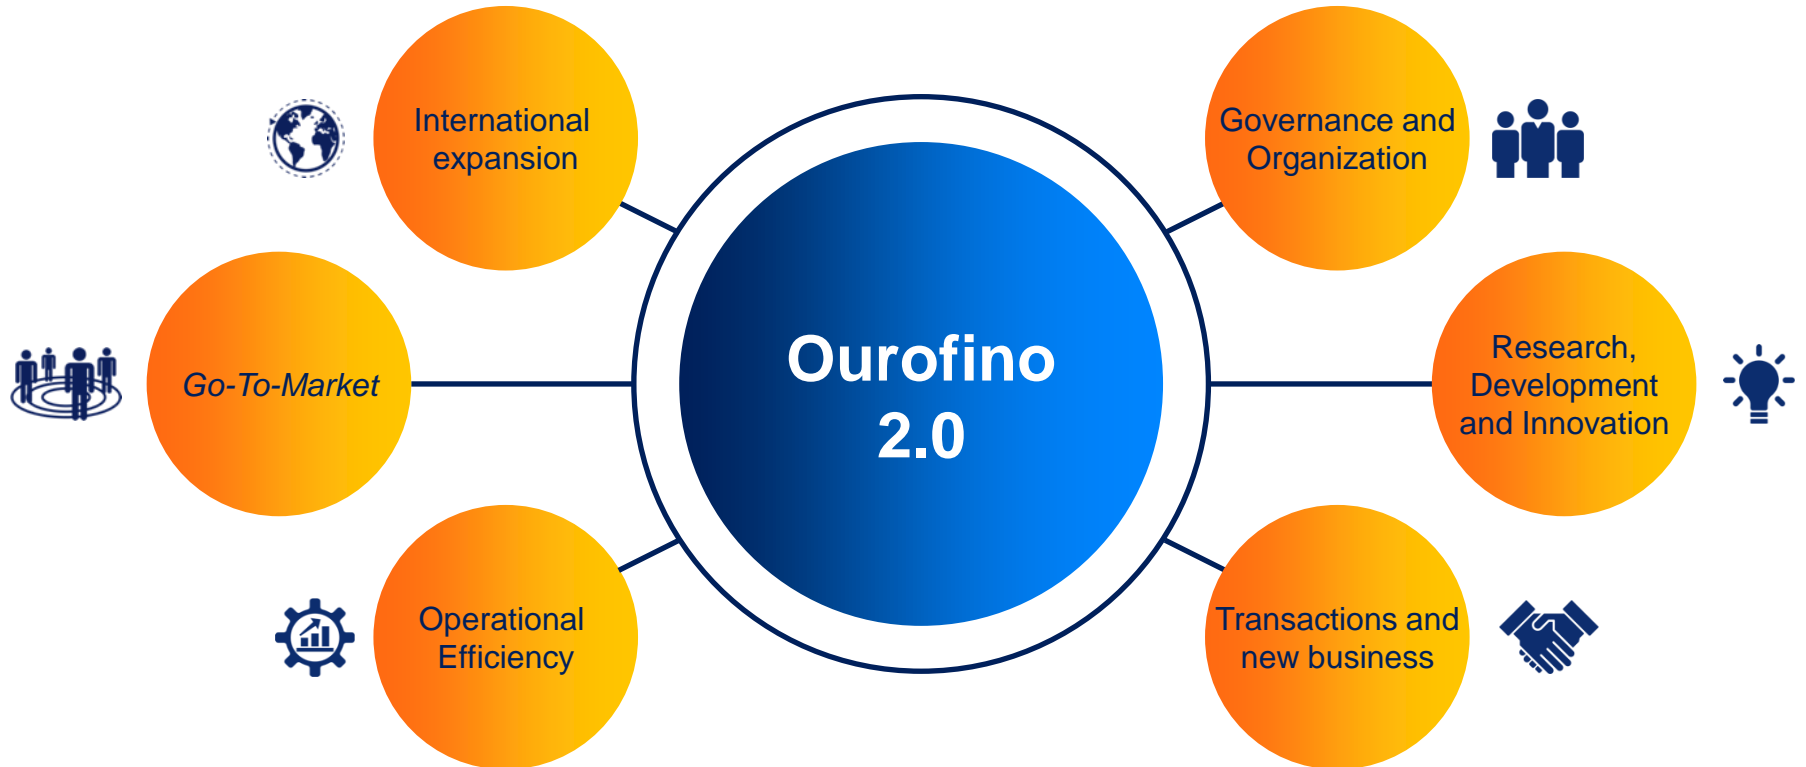 International
expansion
Governance and
Organization
Go-To-Market
Ourofino
2.0
Research,
Development
and Innovation
Operational
Efficiency
Transactions and
new business